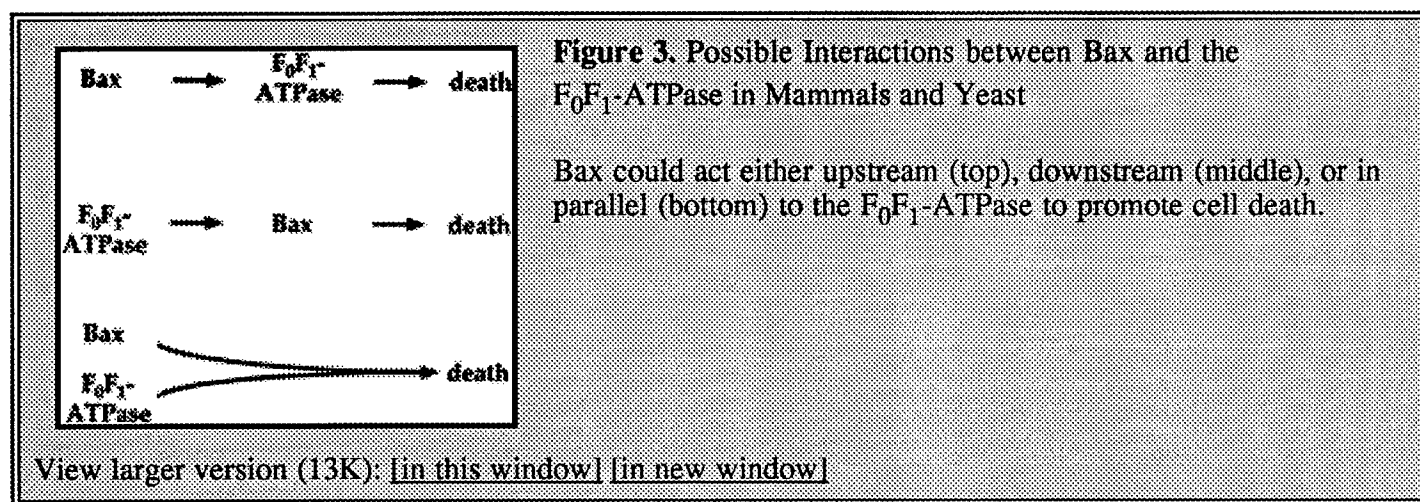 Bax → F₀F₁- ATPase → death
F₀F₁- ATPase → Bax → death
Bax
F₀F₁-
ATPase
death
Figure 3. Possible Interactions between Bax and the
F₀F₁-ATPase in Mammals and Yeast
Bax could act either upstream (top), downstream (middle), or in
parallel (bottom) to the F₀F₁-ATPase to promote cell death.
View larger version (13K): [in this window] [in new window]